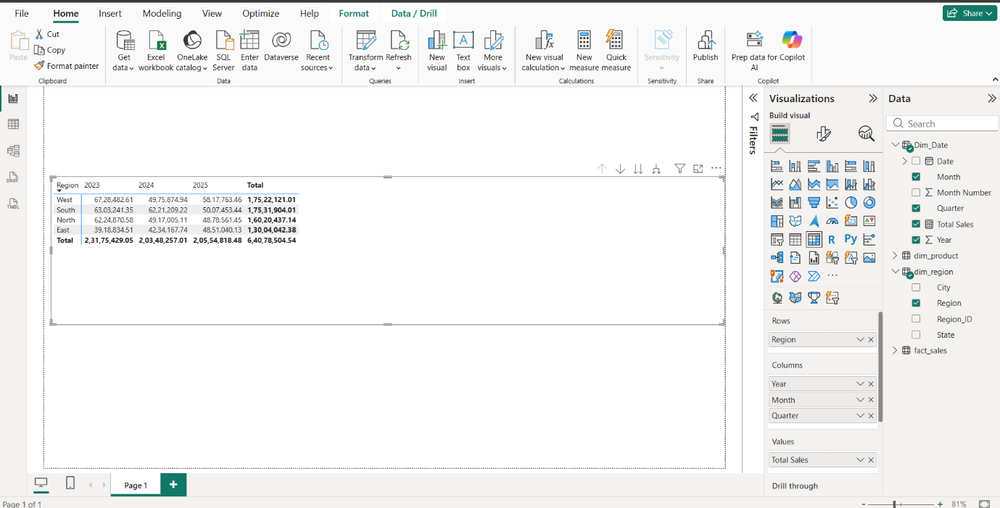 File Home Insert Modeling View Optimize Help Format Data / Drill Share
Paste
Cut
Copy
Format painter
Clipboard
Get data
Excel workbook
OneLake catalog
SQL Server
Enter data
Dataverse
Recent sources
Data
Transform data
Refresh
Queries
New visual
Text box
More visuals
Insert
New visual calculation
New measure
Quick measure
Calculations
Sensitivity
Sensitivity
Publish
Share
Prep data for AI
Copilot
Copilot
DAX
TMDL
Region 2023 2024 2025 Total
West 67,28,482.61 49,75,874.94 58,17,763.46 1,75,22,121.01
South 63,03,241.35 62,21,209.22 50,07,453.44 1,75,31,904.01
North 62,24,870.58 49,17,005.11 48,78,561.45 1,60,20,437.14
East 39,18,834.51 42,34,167.74 48,51,040.13 1,30,04,042.38
Total 2,31,75,429.05 2,03,48,257.01 2,05,54,818.48 6,40,78,504.54
Filters
Visualizations
Build visual
123
R Py
Rows
Region
Columns
Year
Month
Quarter
Values
Total Sales
Drill through
Data
Search
Dim_Date
Date
Month
Month Number
Quarter
Total Sales
Year
dim_product
dim_region
City
Region
Region_ID
State
fact_sales
Page 1
Page 1 of 1
81%